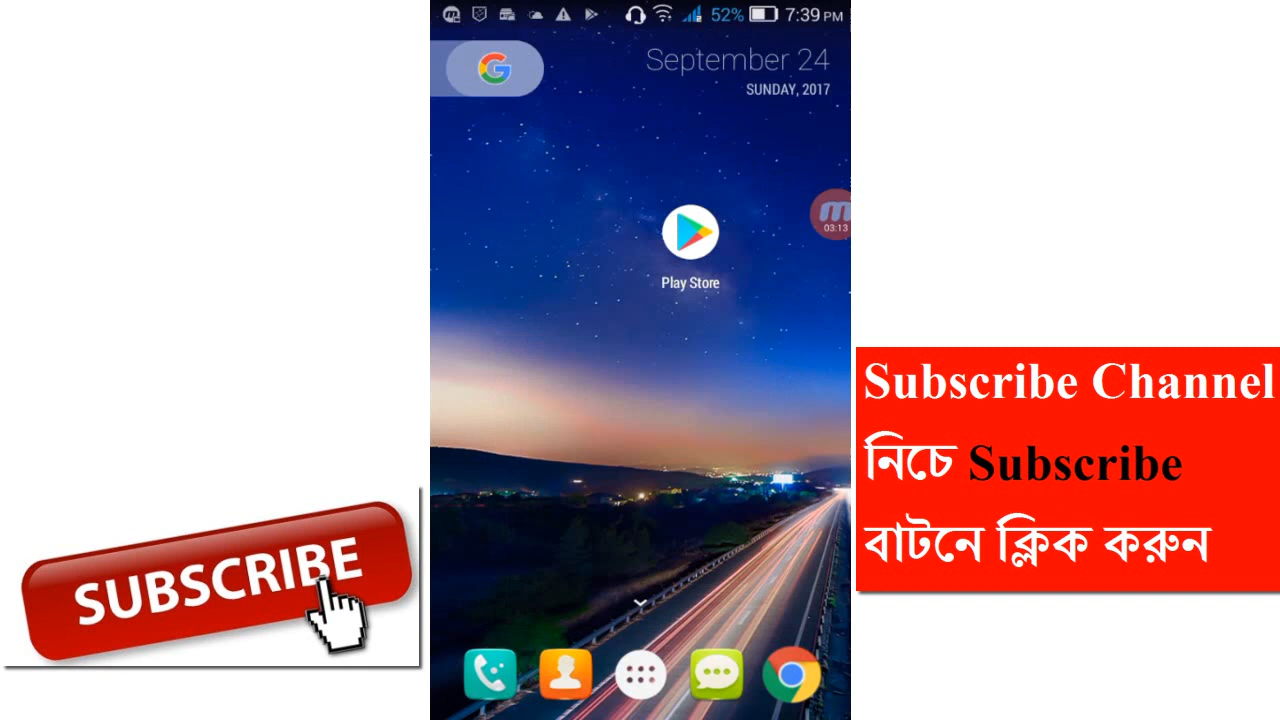 52% 7:39 PM
September 24
SUNDAY, 2017
03:13
Play Store
Subscribe Channel
নিচে Subscribe
বাটনে ক্লিক করুন
SUBSCRIBE